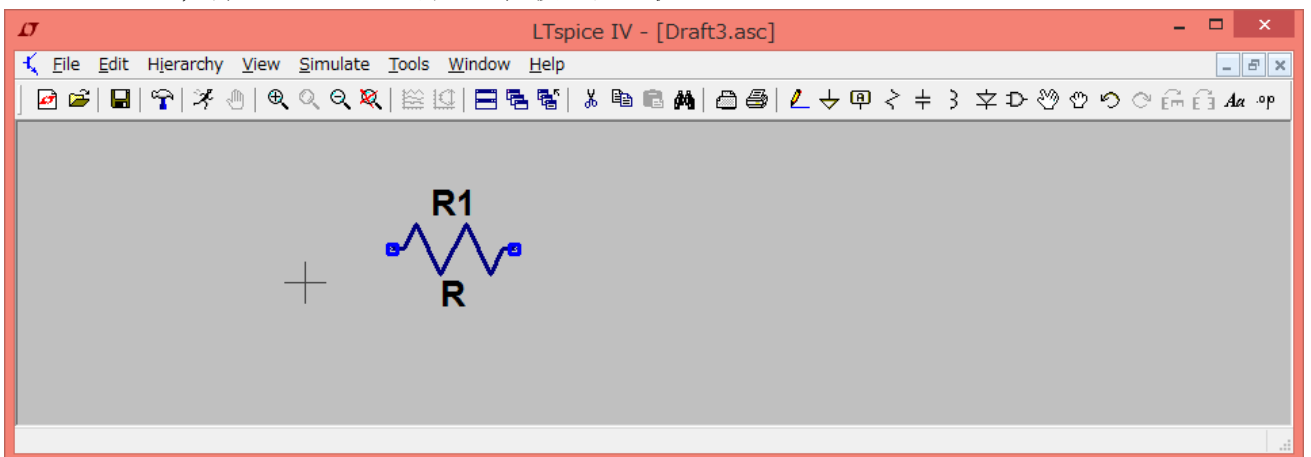 LTspice IV - [Draft3.asc]
File Edit Hierarchy View Simulate Tools Window Help
Aa .op
R1
R